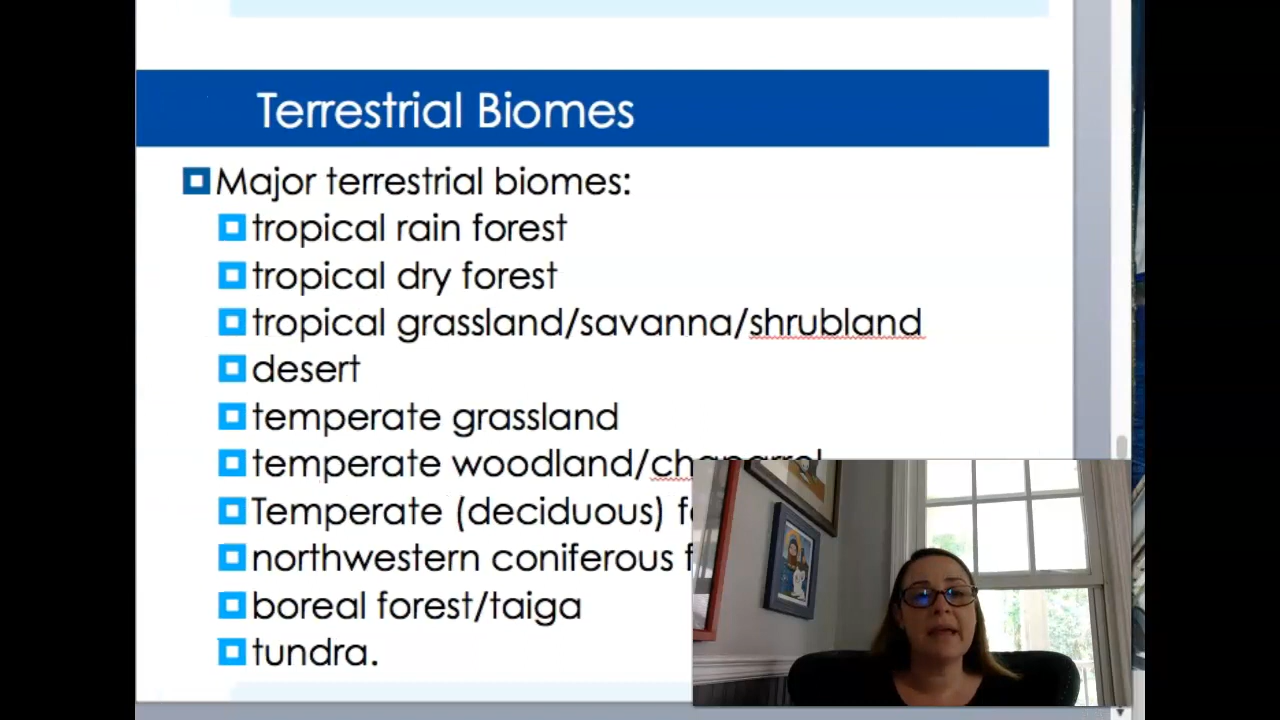 Terrestrial Biomes
Major terrestrial biomes:
tropical rain forest
tropical dry forest
tropical grassland/savanna/shrubland
desert
temperate grassland
temperate woodland/chaparral
Temperate (deciduous)
northwestern coniferous
boreal forest/taiga
tundra.